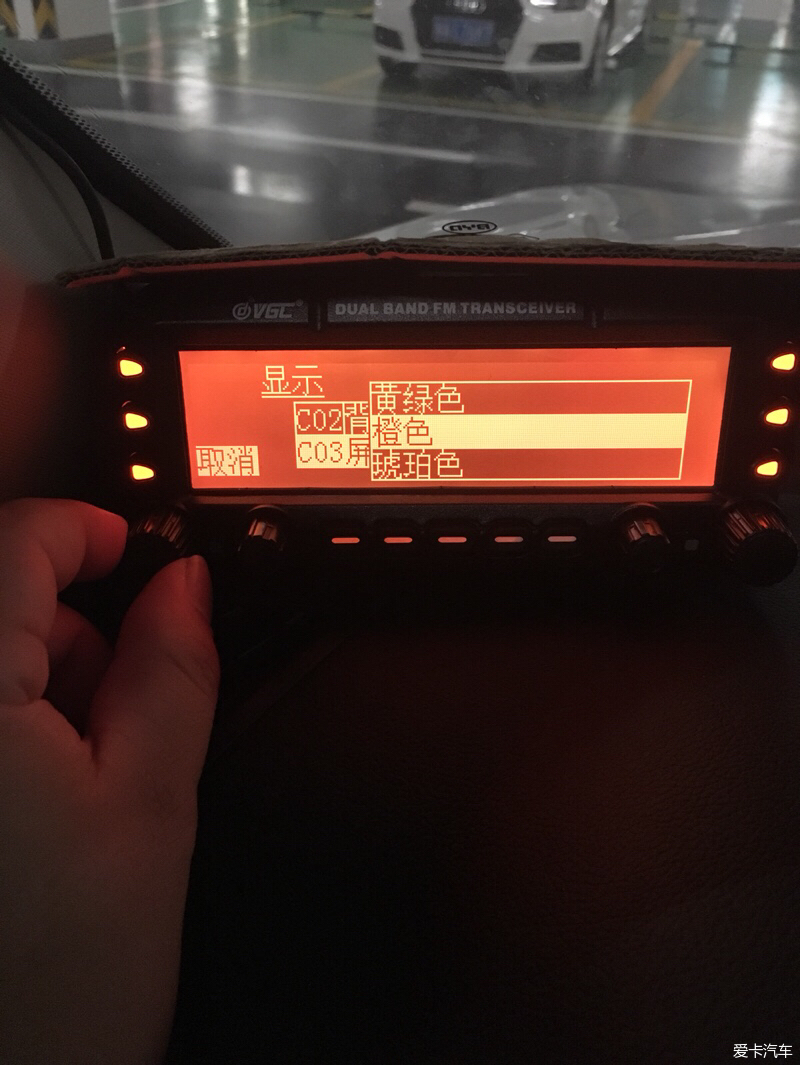 VGC
DUAL BAND FM TRANSCEIVER
显示
黄绿色
C02背
橙色
C03屏
琥珀色
取消
爱卡汽车